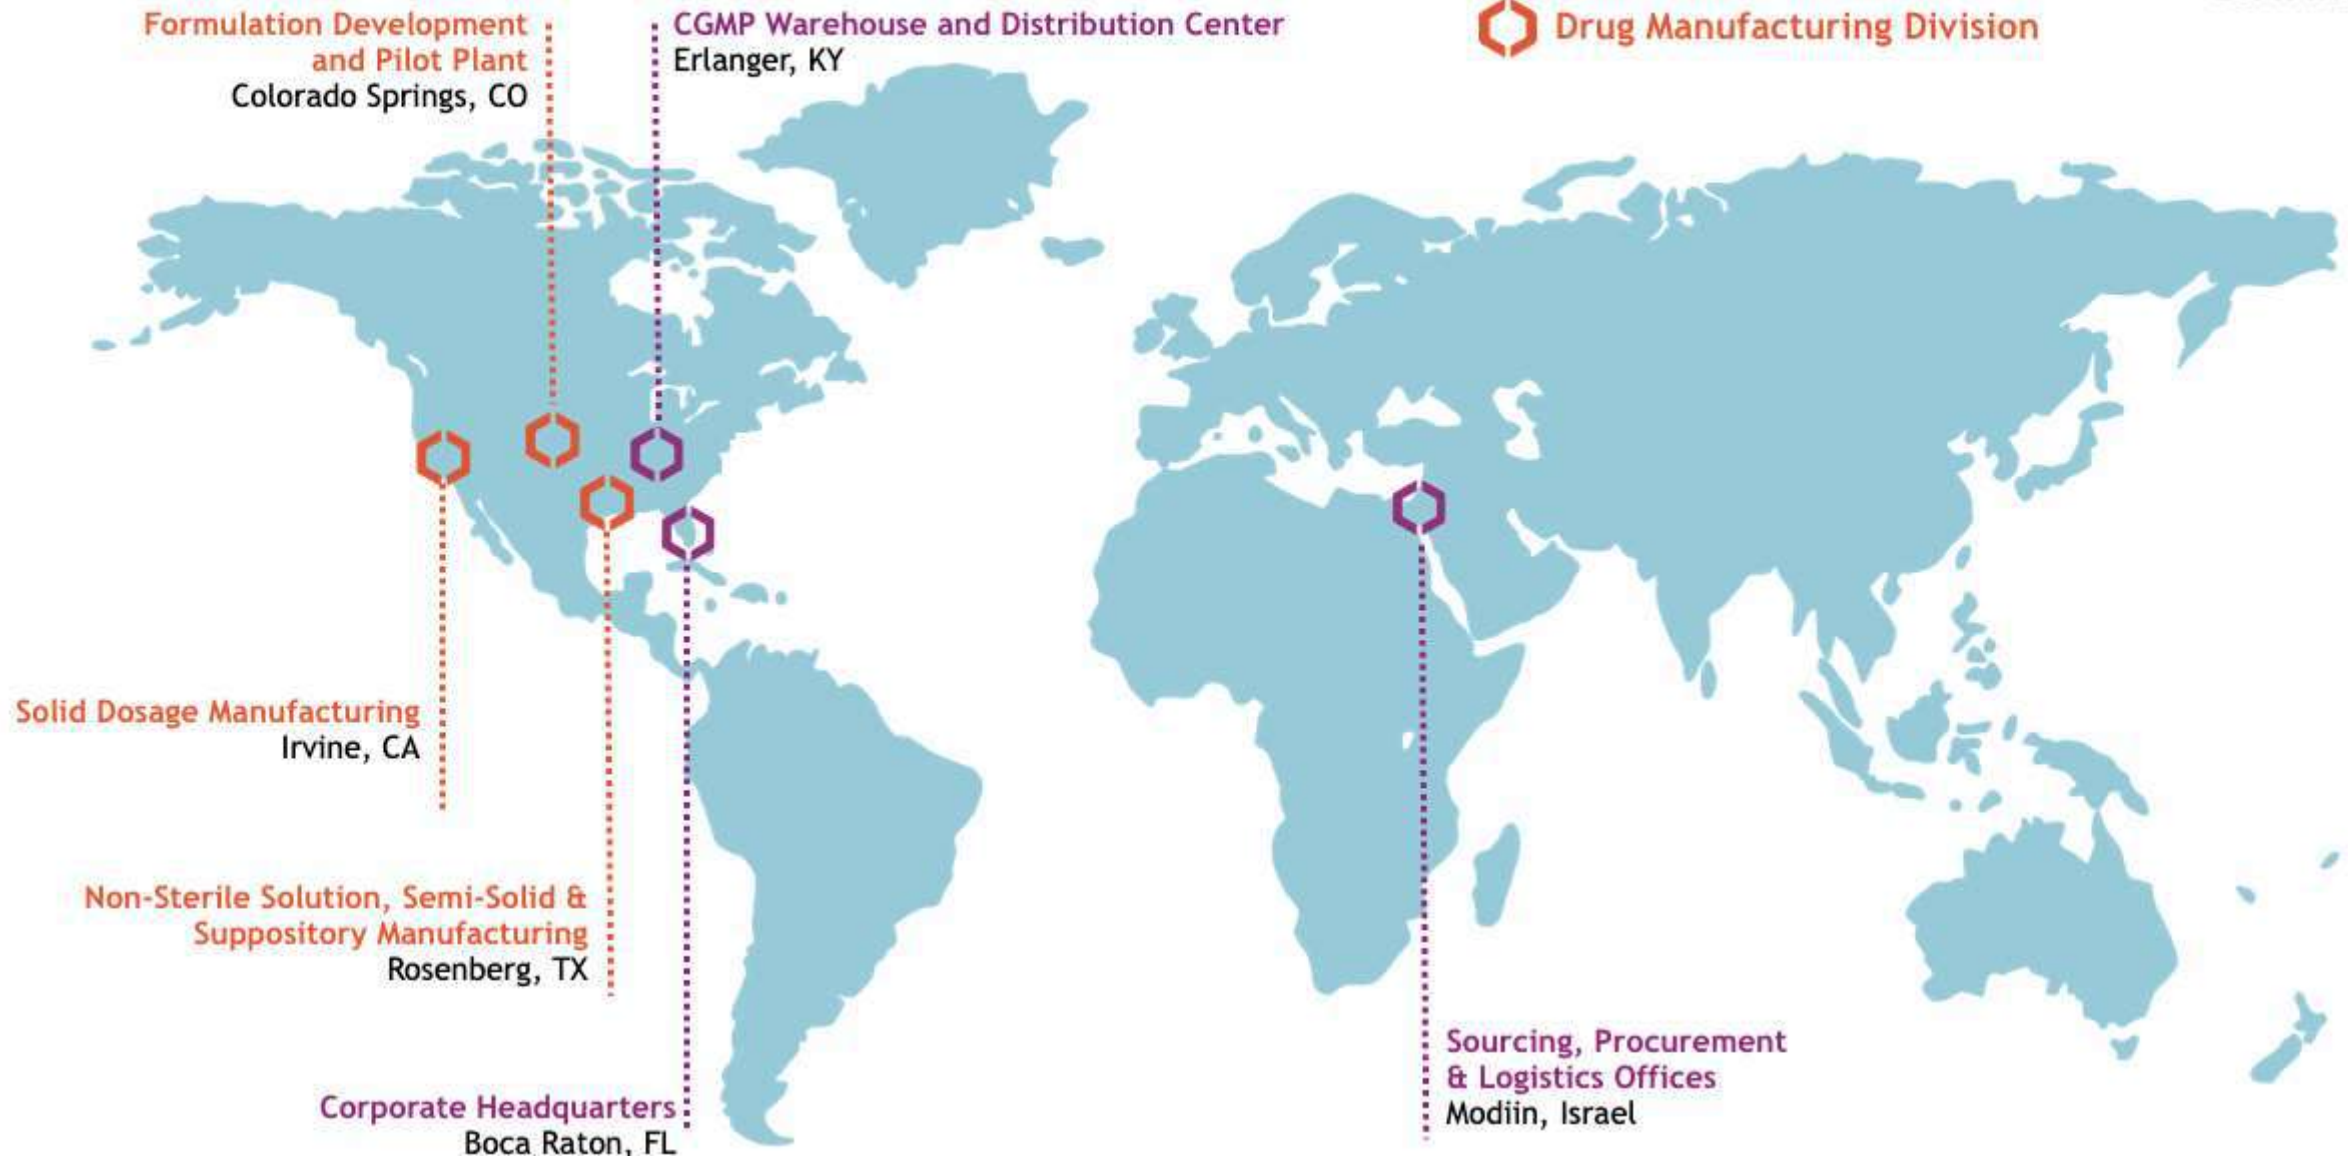 Formulation Development
and Pilot Plant
Colorado Springs, CO
CGMP Warehouse and Distribution Center
Erlanger, KY
Drug Manufacturing Division
Solid Dosage Manufacturing
Irvine, CA
Non-Sterile Solution, Semi-Solid &
Suppository Manufacturing
Rosenberg, TX
Corporate Headquarters
Boca Raton, FL
Sourcing, Procurement
& Logistics Offices
Modiin, Israel